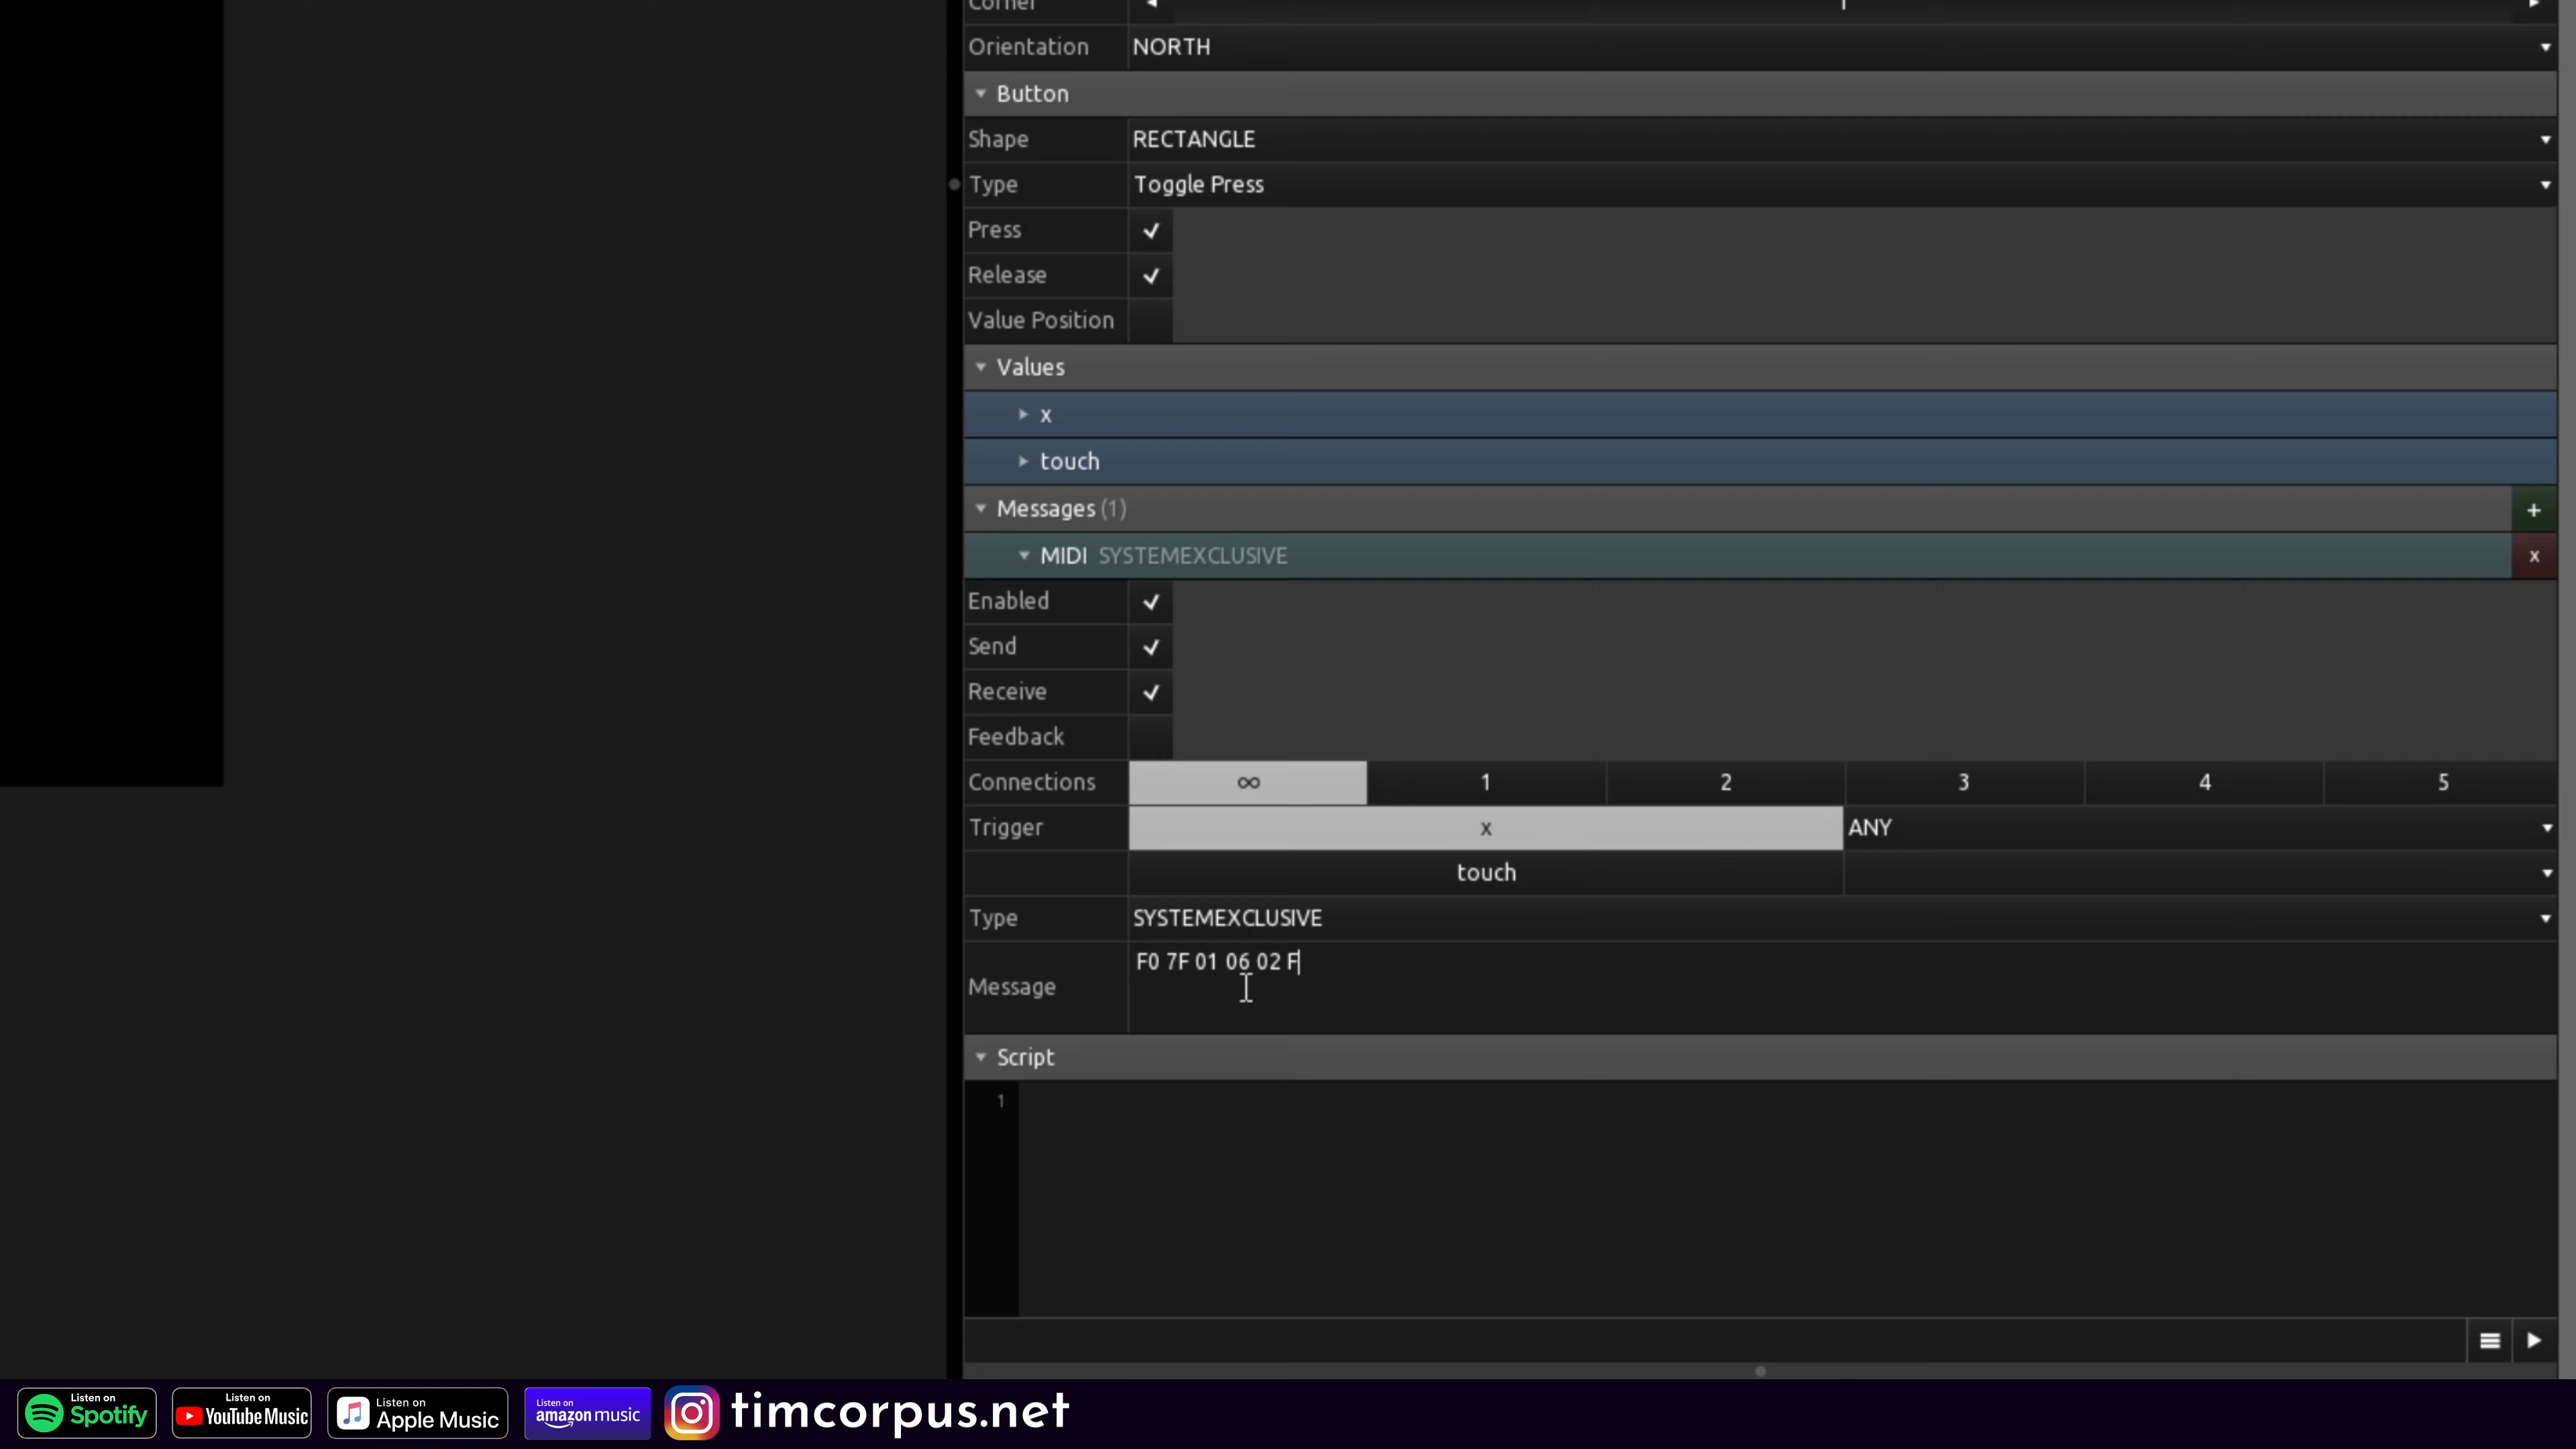 Corner
Orientation NORTH
Button
Shape RECTANGLE
Type Toggle Press
Press
Release
Value Position
Values
x
touch
Messages (1) +
MIDI SYSTEMEXCLUSIVE x
Enabled
Send
Receive
Feedback
Connections ∞ 1 2 3 4 5
Trigger x ANY
touch
Type SYSTEMEXCLUSIVE
F0 7F 01 06 02 F
Message
Script
1
Listen on Spotify
Listen on YouTube Music
Listen on Apple Music
Listen on amazon music
timcorpus.net